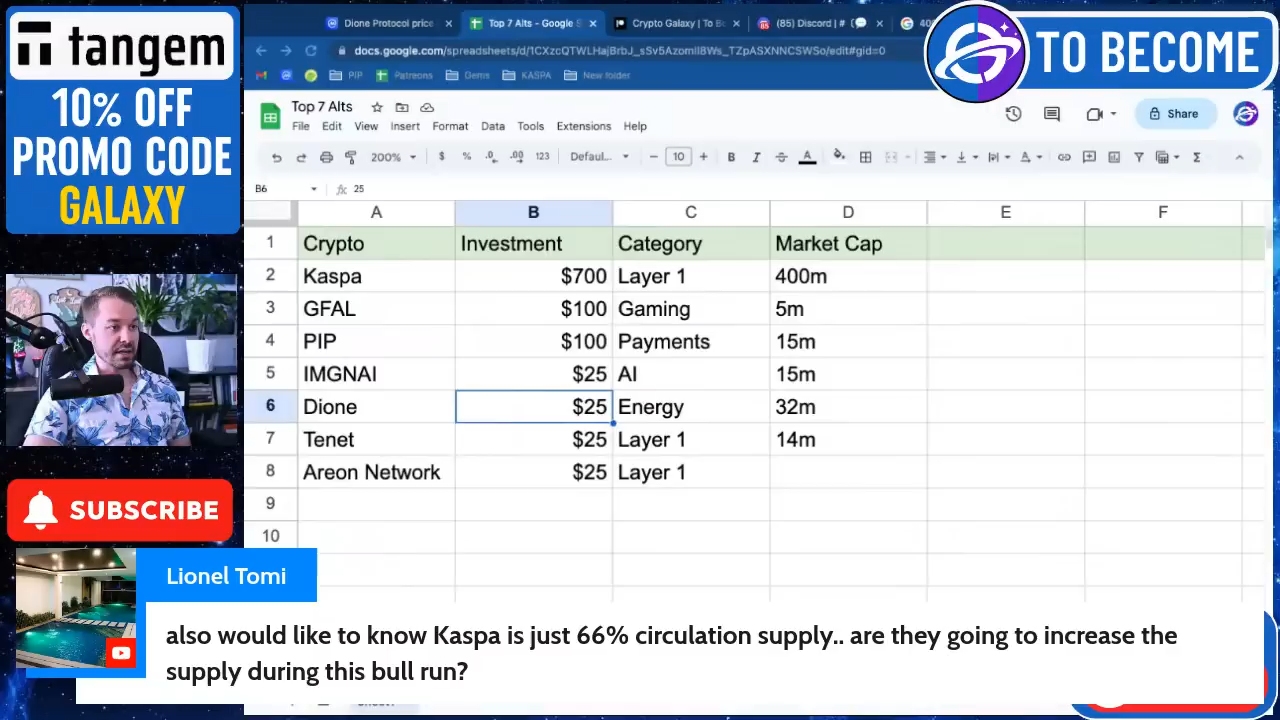 tangem
10% OFF
PROMO CODE
GALAXY
SUBSCRIBE
TO BECOME
Dione Protocol price
Top 7 Alts - Google S
Crypto Galaxy |
(85) Discord | #
docs.google.com/spreadsheets/d/1CXzcQTWLHajBrbJ_sSv5AzomiI8Ws_TZpASXNNCSWSo/edit#gid=0
PIP
Patreons
Gems
KASPA
New folder
Top 7 Alts
Share
File Edit View Insert Format Data Tools Extensions Help
200% $ % .0 .00 123 Defaul... − 10 + B I A
B6 fx 25
A B C D E F
1 Crypto Investment Category Market Cap
2 Kaspa $700 Layer 1 400m
3 GFAL $100 Gaming 5m
4 PIP $100 Payments 15m
5 IMGNAI $25 AI 15m
6 Dione $25 Energy 32m
7 Tenet $25 Layer 1 14m
8 Areon Network $25 Layer 1
9
10
Lionel Tomi
also would like to know Kaspa is just 66% circulation supply.. are they going to increase the
supply during this bull run?